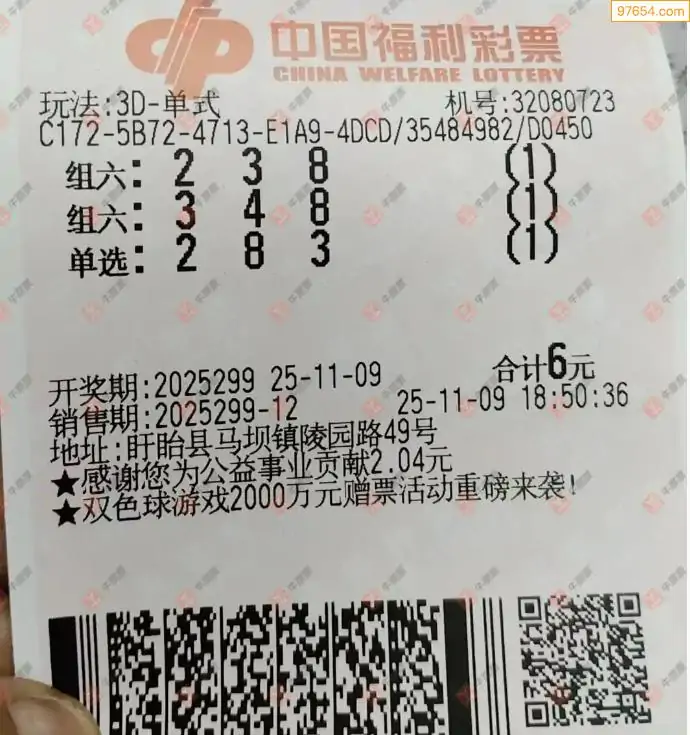 97654.com
中国福利彩票
CHINA WELFARE LOTTERY
玩法:3D-单式 机号:32080723
C172-5B72-4713-E1A9-4DCD/35484982/D0450
组六: 2 3 8 (1)
组六: 3 4 8 (1)
单选: 2 8 3 (1)
合计6元
开奖期:2025299 25-11-09
销售期:2025299-12 25-11-09 18:50:36
地址:盱眙县马坝镇陵园路49号
★感谢您为公益事业贡献2.04元
★双色球游戏2000万元赠票活动重磅来袭!